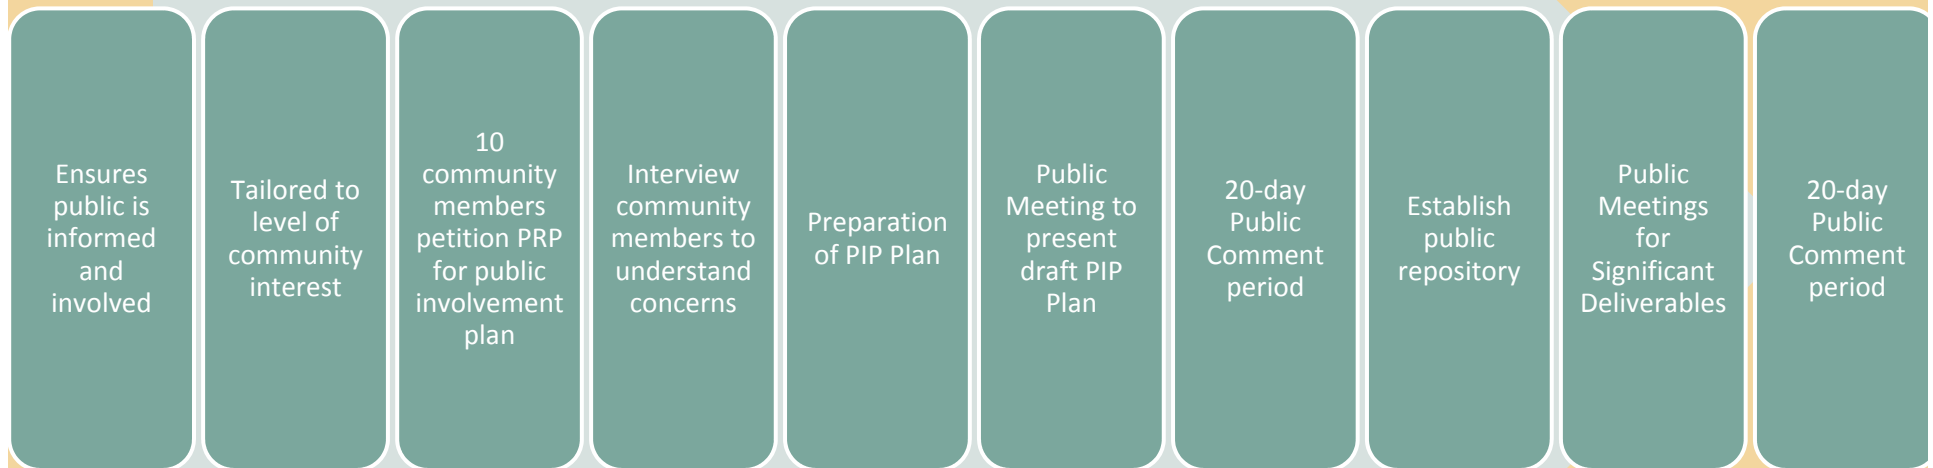 Ensures
public is
informed
and
involved
Tailored to
level of
community
interest
10
community
members
petition PRP
for public
involvement
plan
Interview
community
members to
understand
concerns
Preparation
of PIP Plan
Public
Meeting to
present
draft PIP
Plan
20-day
Public
Comment
period
Establish
public
repository
Public
Meetings
for
Significant
Deliverables
20-day
Public
Comment
period